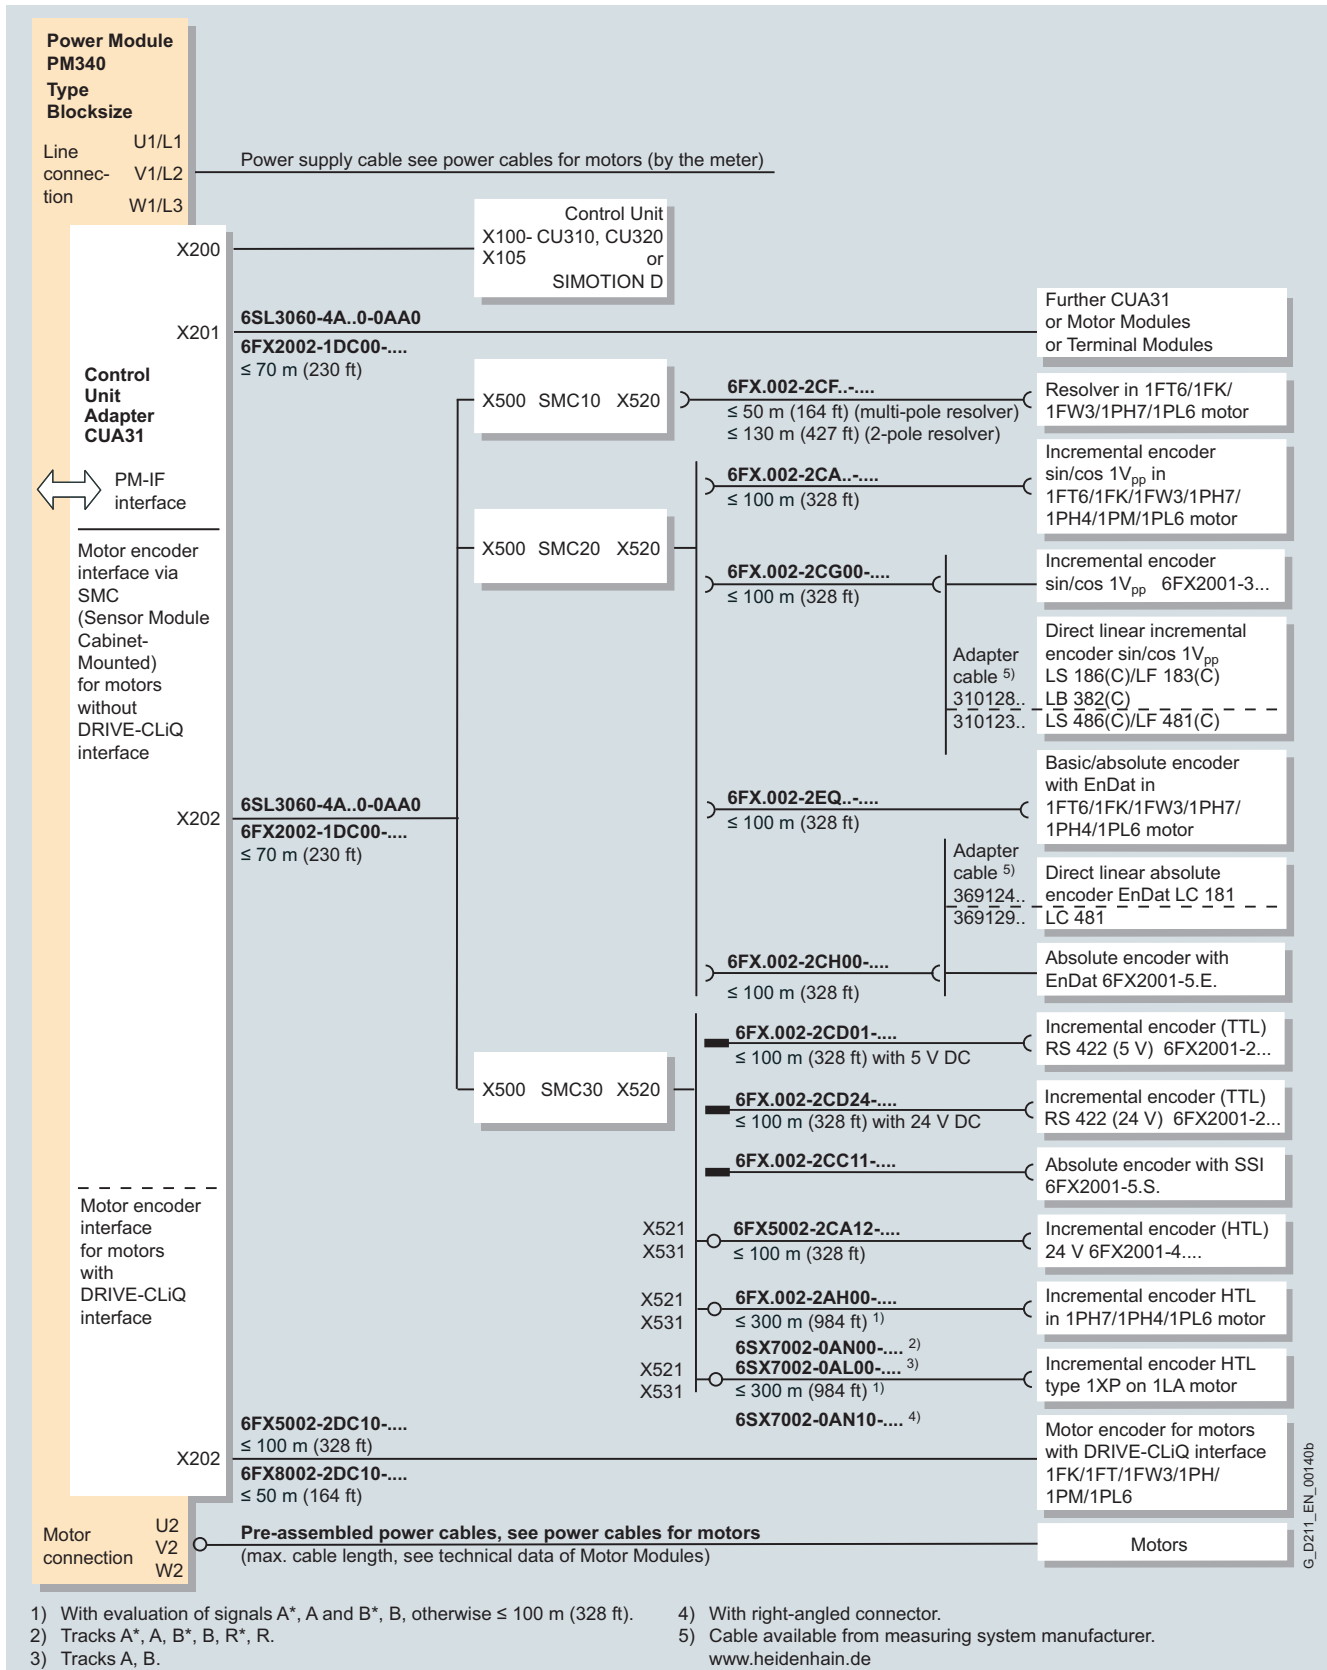 Power Module
PM340
Type
Blocksize
Line
connec-
tion
U1/L1
V1/L2
W1/L3
Power supply cable see power cables for motors (by the meter)
X200
Control Unit
X100- CU310, CU320
X105 or
SIMOTION D
X201
6SL3060-4A..0-0AA0
6FX2002-1DC00-....
≤ 70 m (230 ft)
Further CUA31
or Motor Modules
or Terminal Modules
Control
Unit
Adapter
CUA31
PM-IF
interface
X500 SMC10 X520
6FX.002-2CF..-....
≤ 50 m (164 ft) (multi-pole resolver)
≤ 130 m (427 ft) (2-pole resolver)
Resolver in 1FT6/1FK/
1FW3/1PH7/1PL6 motor
6FX.002-2CA..-....
≤ 100 m (328 ft)
Incremental encoder
sin/cos 1Vpp in
1FT6/1FK/1FW3/1PH7/
1PH4/1PM/1PL6 motor
Motor encoder
interface via
SMC
(Sensor Module
Cabinet-
Mounted)
for motors
without
DRIVE-CLiQ
interface
X500 SMC20 X520
6FX.002-2CG00-....
≤ 100 m (328 ft)
Incremental encoder
sin/cos 1Vpp 6FX2001-3...
Adapter
cable 5)
310128..
310123..
Direct linear incremental
encoder sin/cos 1Vpp
LS 186(C)/LF 183(C)
LB 382(C)
LS 486(C)/LF 481(C)
X202
6SL3060-4A..0-0AA0
6FX2002-1DC00-....
≤ 70 m (230 ft)
6FX.002-2EQ..-....
≤ 100 m (328 ft)
Basic/absolute encoder
with EnDat in
1FT6/1FK/1FW3/1PH7/
1PH4/1PL6 motor
Adapter
cable 5)
369124..
369129..
Direct linear absolute
encoder EnDat LC 181
LC 481
6FX.002-2CH00-....
≤ 100 m (328 ft)
Absolute encoder with
EnDat 6FX2001-5.E.
X500 SMC30 X520
6FX.002-2CD01-....
≤ 100 m (328 ft) with 5 V DC
Incremental encoder (TTL)
RS 422 (5 V) 6FX2001-2...
6FX.002-2CD24-....
≤ 100 m (328 ft) with 24 V DC
Incremental encoder (TTL)
RS 422 (24 V) 6FX2001-2...
6FX.002-2CC11-....
Absolute encoder with SSI
6FX2001-5.S.
Motor encoder
interface
for motors
with
DRIVE-CLiQ
interface
X521
X531
6FX5002-2CA12-....
≤ 100 m (328 ft)
Incremental encoder (HTL)
24 V 6FX2001-4....
X521
X531
6FX.002-2AH00-....
≤ 300 m (984 ft) 1)
Incremental encoder HTL
in 1PH7/1PH4/1PL6 motor
X521
X531
6SX7002-0AN00-.... 2)
6SX7002-0AL00-.... 3)
≤ 300 m (984 ft) 1)
6SX7002-0AN10-.... 4)
Incremental encoder HTL
type 1XP on 1LA motor
X202
6FX5002-2DC10-....
≤ 100 m (328 ft)
6FX8002-2DC10-....
≤ 50 m (164 ft)
Motor encoder for motors
with DRIVE-CLiQ interface
1FK/1FT/1FW3/1PH/
1PM/1PL6
Motor
connection
U2
V2
W2
Pre-assembled power cables, see power cables for motors
(max. cable length, see technical data of Motor Modules)
Motors
G_D211_EN_00140b
1) With evaluation of signals A*, A and B*, B, otherwise ≤ 100 m (328 ft).
2) Tracks A*, A, B*, B, R*, R.
3) Tracks A, B.
4) With right-angled connector.
5) Cable available from measuring system manufacturer.
www.heidenhain.de